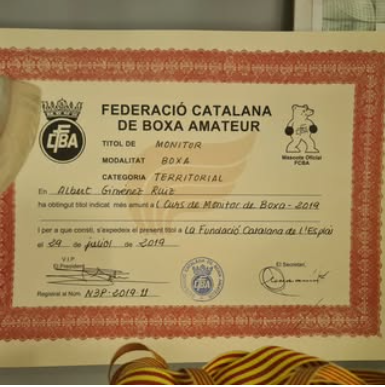 FEDERACIÓ CATALANA
DE BOXA AMATEUR
FCBA
TITOL DE MONITOR
MODALITAT BOXA
CATEGORIA TERRITORIAL
Mascota Oficial
FCBA
En Albert Gimenez Ruiz
ha obtingut títol indicat més amunt a Curs de Monitor de Boxa - 2019
I per a que consti, s'expedeix el present títol a La Fundació Catalana de l'Esplai
el 29 de juliol de 2019
V.I.P.
El President
El Secretari,
Registrat al Núm. N3P-2019-11